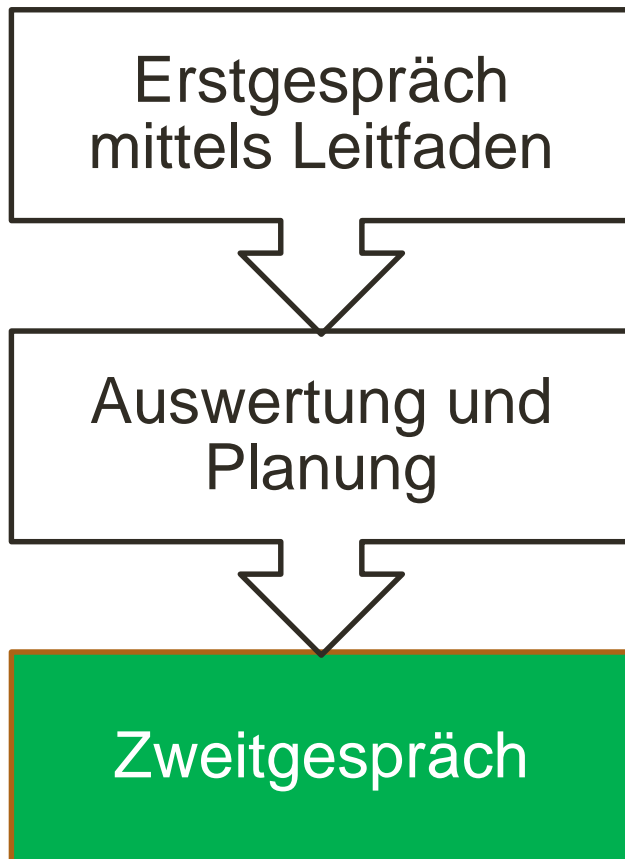 Erstgespräch
mittels Leitfaden
Auswertung und
Planung
Zweitgespräch